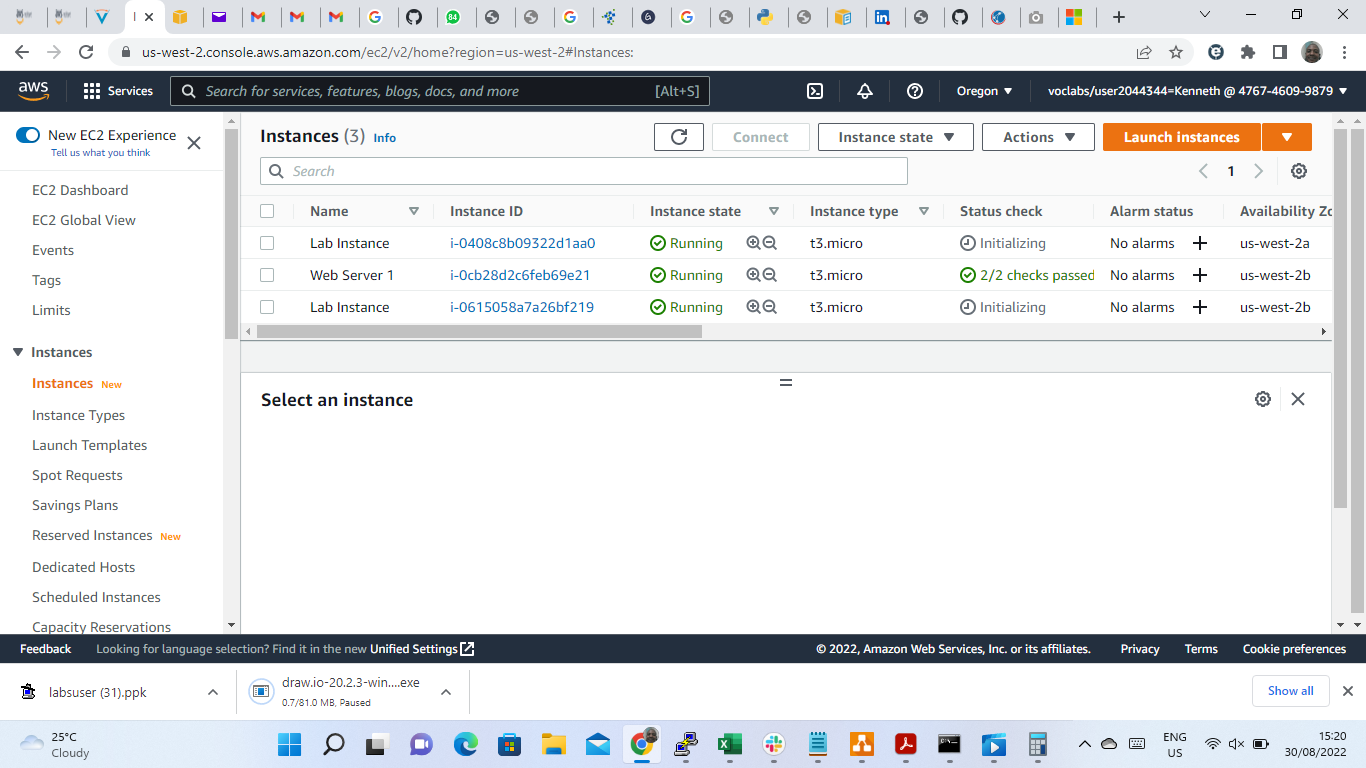 84
us-west-2.console.aws.amazon.com/ec2/v2/home?region=us-west-2#Instances:
aws
Services
Search for services, features, blogs, docs, and more
[Alt+S]
Oregon
voclabs/user2044344=Kenneth @ 4767-4609-9879
New EC2 Experience
Tell us what you think
EC2 Dashboard
EC2 Global View
Events
Tags
Limits
Instances
Instances New
Instance Types
Launch Templates
Spot Requests
Savings Plans
Reserved Instances New
Dedicated Hosts
Scheduled Instances
Capacity Reservations
Instances (3) Info
Connect
Instance state
Actions
Launch instances
Search
1
Name Instance ID Instance state Instance type Status check Alarm status Availability Zo
Lab Instance i-0408c8b09322d1aa0 Running t3.micro Initializing No alarms + us-west-2a
Web Server 1 i-0cb28d2c6feb69e21 Running t3.micro 2/2 checks passed No alarms + us-west-2b
Lab Instance i-0615058a7a26bf219 Running t3.micro Initializing No alarms + us-west-2b
Select an instance
Feedback Looking for language selection? Find it in the new Unified Settings
© 2022, Amazon Web Services, Inc. or its affiliates. Privacy Terms Cookie preferences
labsuser (31).ppk
draw.io-20.2.3-win....exe
0.7/81.0 MB, Paused
Show all
25°C
Cloudy
ENG
US
15:20
30/08/2022